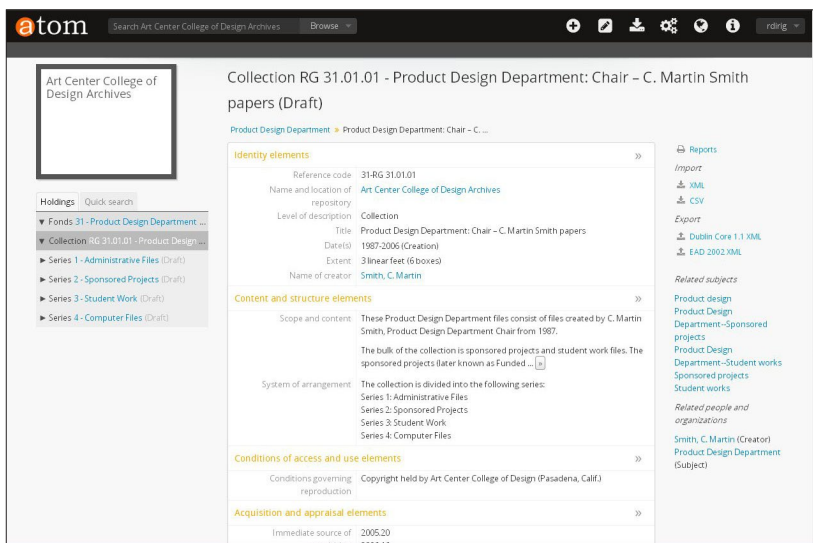 atom
Search Art Center College of Design Archives
Browse
rdirig
Art Center College of
Design Archives
Holdings
Quick search
▼ Fonds 31 - Product Design Department ...
▼ Collection RG 31.01.01 - Product Design ...
► Series 1 - Administrative Files (Draft)
► Series 2 - Sponsored Projects (Draft)
► Series 3 - Student Work (Draft)
► Series 4 - Computer Files (Draft)
Collection RG 31.01.01 - Product Design Department: Chair – C. Martin Smith
papers (Draft)
Product Design Department » Product Design Department: Chair – C. ...
Identity elements »
Reference code 31-RG 31.01.01
Name and location of Art Center College of Design Archives
repository
Level of description Collection
Title Product Design Department: Chair – C. Martin Smith papers
Date(s) 1987-2006 (Creation)
Extent 3 linear feet (6 boxes)
Name of creator Smith, C. Martin
Content and structure elements »
Scope and content These Product Design Department files consist of files created by C. Martin
Smith, Product Design Department Chair from 1987.
The bulk of the collection is sponsored projects and student work files. The
sponsored projects (later known as Funded ... »
System of arrangement The collection is divided into the following series:
Series 1: Administrative Files
Series 2: Sponsored Projects
Series 3: Student Work
Series 4: Computer Files
Conditions of access and use elements »
Conditions governing Copyright held by Art Center College of Design (Pasadena, Calif.)
reproduction
Acquisition and appraisal elements »
Immediate source of 2005.20
Reports
Import
XML
CSV
Export
Dublin Core 1.1 XML
EAD 2002 XML
Related subjects
Product design
Product Design
Department--Sponsored
projects
Product Design
Department--Student works
Sponsored projects
Student works
Related people and
organizations
Smith, C. Martin (Creator)
Product Design Department
(Subject)